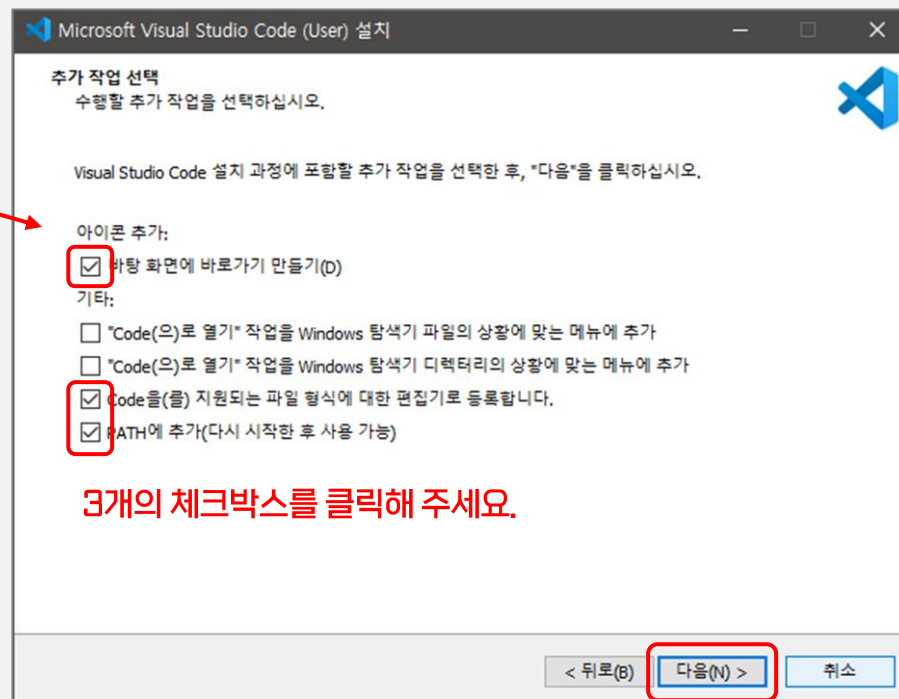 Microsoft Visual Studio Code (User) 설치
추가 작업 선택
수행할 추가 작업을 선택하십시오.
Visual Studio Code 설치 과정에 포함할 추가 작업을 선택한 후, "다음"을 클릭하십시오.
아이콘 추가:
바탕 화면에 바로가기 만들기(D)
기타:
"Code(으)로 열기" 작업을 Windows 탐색기 파일의 상황에 맞는 메뉴에 추가
"Code(으)로 열기" 작업을 Windows 탐색기 디렉터리의 상황에 맞는 메뉴에 추가
Code을(를) 지원되는 파일 형식에 대한 편집기로 등록합니다.
PATH에 추가(다시 시작한 후 사용 가능)
3개의 체크박스를 클릭해 주세요.
< 뒤로(B) 다음(N) > 취소